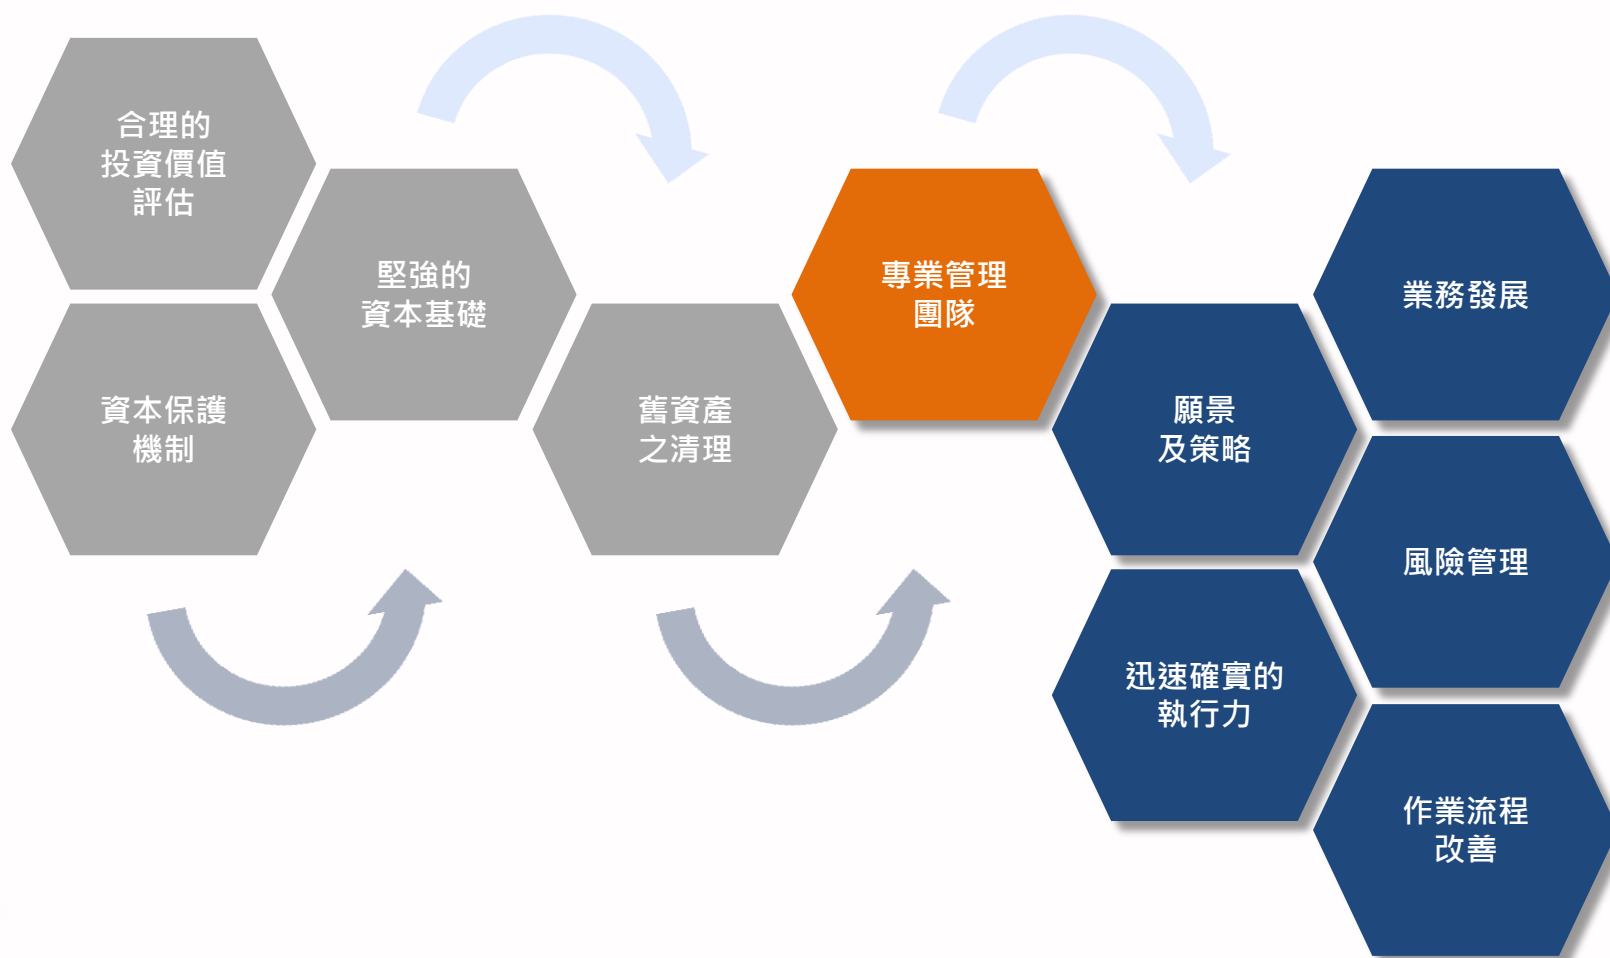 合理的
投資價值
評估
資本保護
機制
堅強的
資本基礎
舊資產
之清理
專業管理
團隊
願景
及策略
迅速確實的
執行力
業務發展
風險管理
作業流程
改善